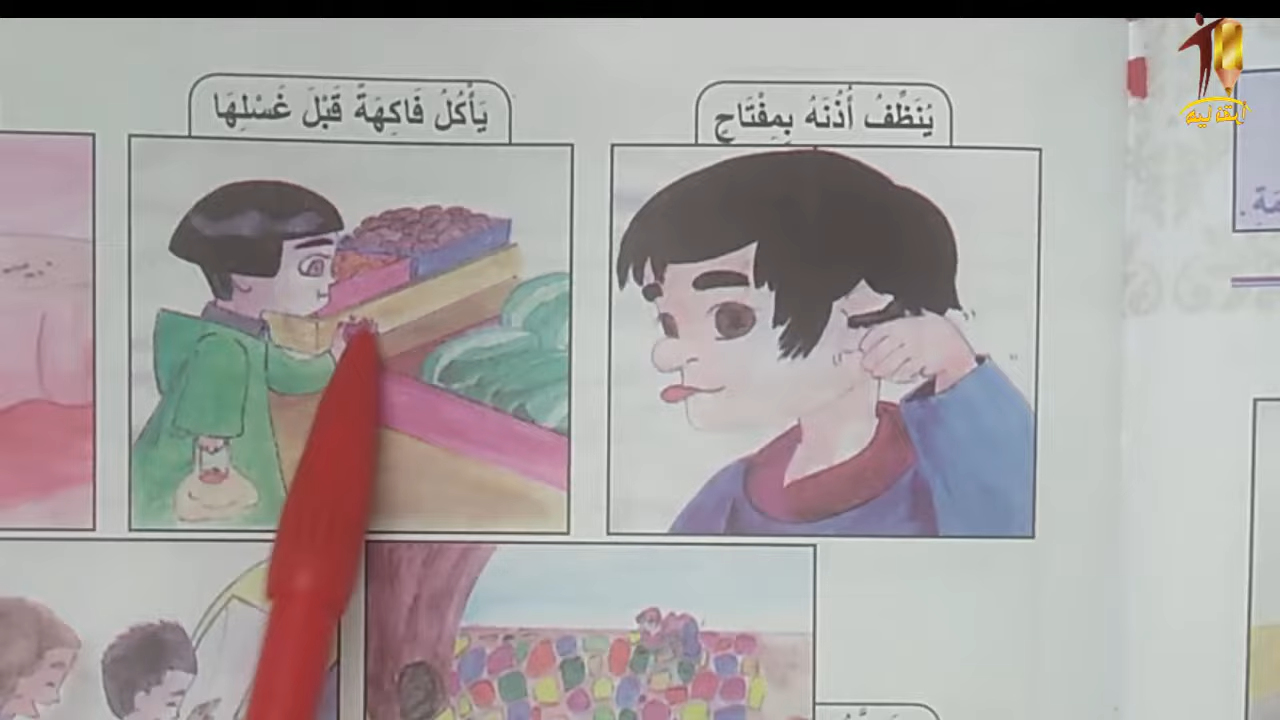 يُنَظِّفُ أُذُنَهُ بِمِفْتَاحٍ
يَأْكُلُ فَاكِهَةً قَبْلَ غَسْلِهَا